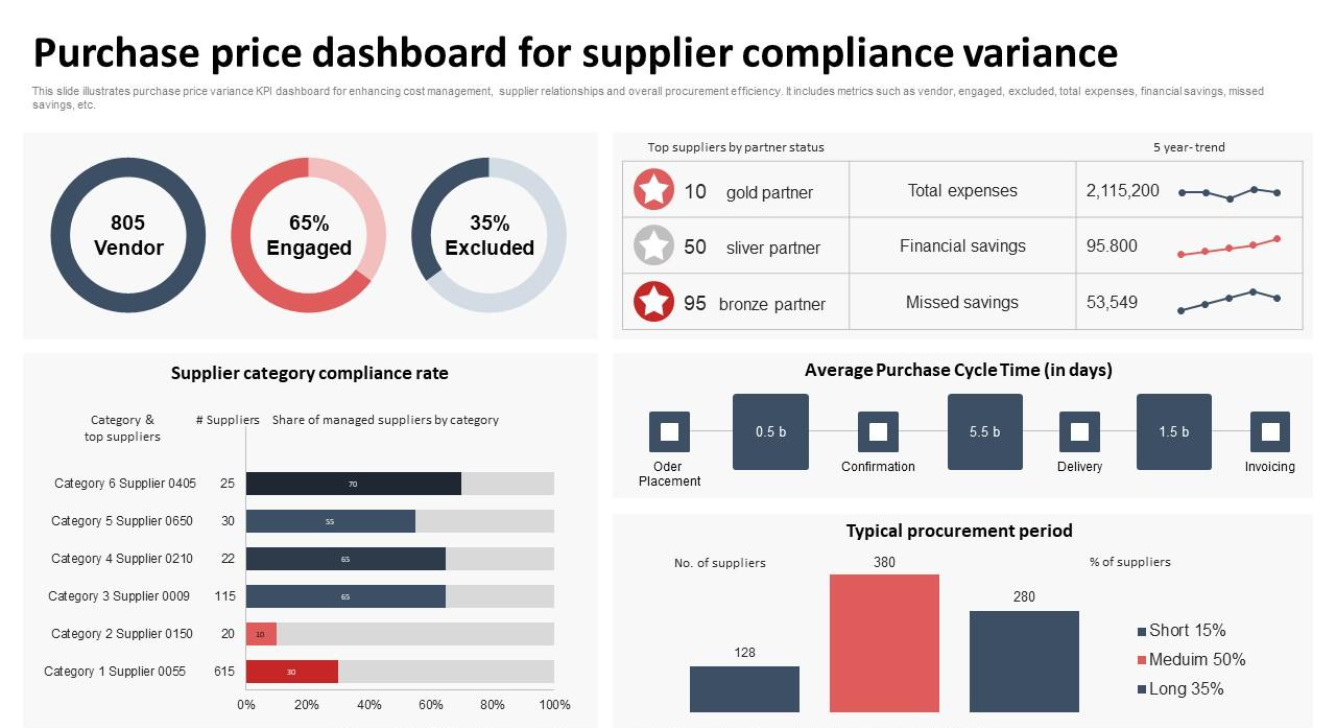 Purchase price dashboard for supplier compliance variance
This slide illustrates purchase price variance KPI dashboard for enhancing cost management, supplier relationships and overall procurement efficiency. It includes metrics such as vendor, engaged, excluded, total expenses, financial savings, missed
savings, etc.
805
Vendor
65%
Engaged
35%
Excluded
Top suppliers by partner status
5 year-trend
10 gold partner Total expenses 2,115,200
50 sliver partner Financial savings 95.800
95 bronze partner Missed savings 53,549
Supplier category compliance rate
Category &
top suppliers
# Suppliers
Share of managed suppliers by category
Category 6 Supplier 0405 25 70
Category 5 Supplier 0650 30 55
Category 4 Supplier 0210 22 65
Category 3 Supplier 0009 115 65
Category 2 Supplier 0150 20 10
Category 1 Supplier 0055 615 30
0% 20% 40% 60% 80% 100%
Average Purchase Cycle Time (in days)
0.5 b 5.5 b 1.5 b
Oder
Placement
Confirmation
Delivery
Invoicing
Typical procurement period
No. of suppliers
% of suppliers
128
380
280
Short 15%
Meduim 50%
Long 35%